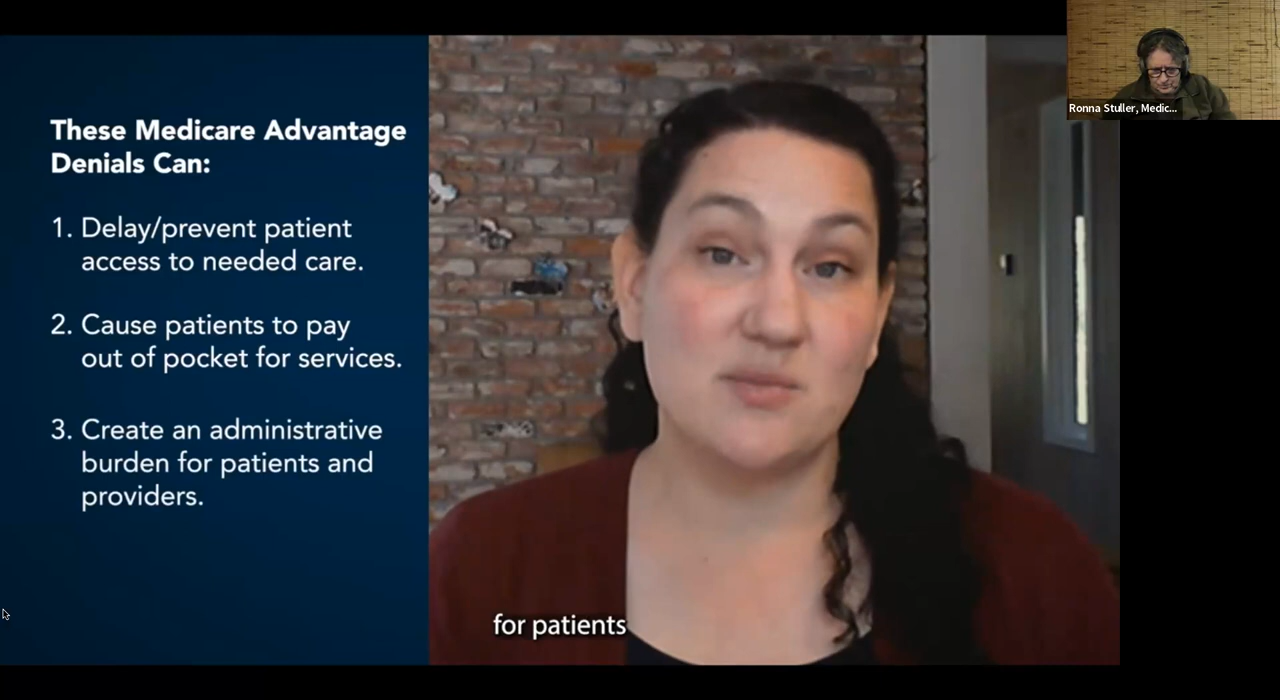 These Medicare Advantage
Denials Can:
1. Delay/prevent patient
access to needed care.
2. Cause patients to pay
out of pocket for services.
3. Create an administrative
burden for patients and
providers.
for patients
Ronna Stuller, Medic...